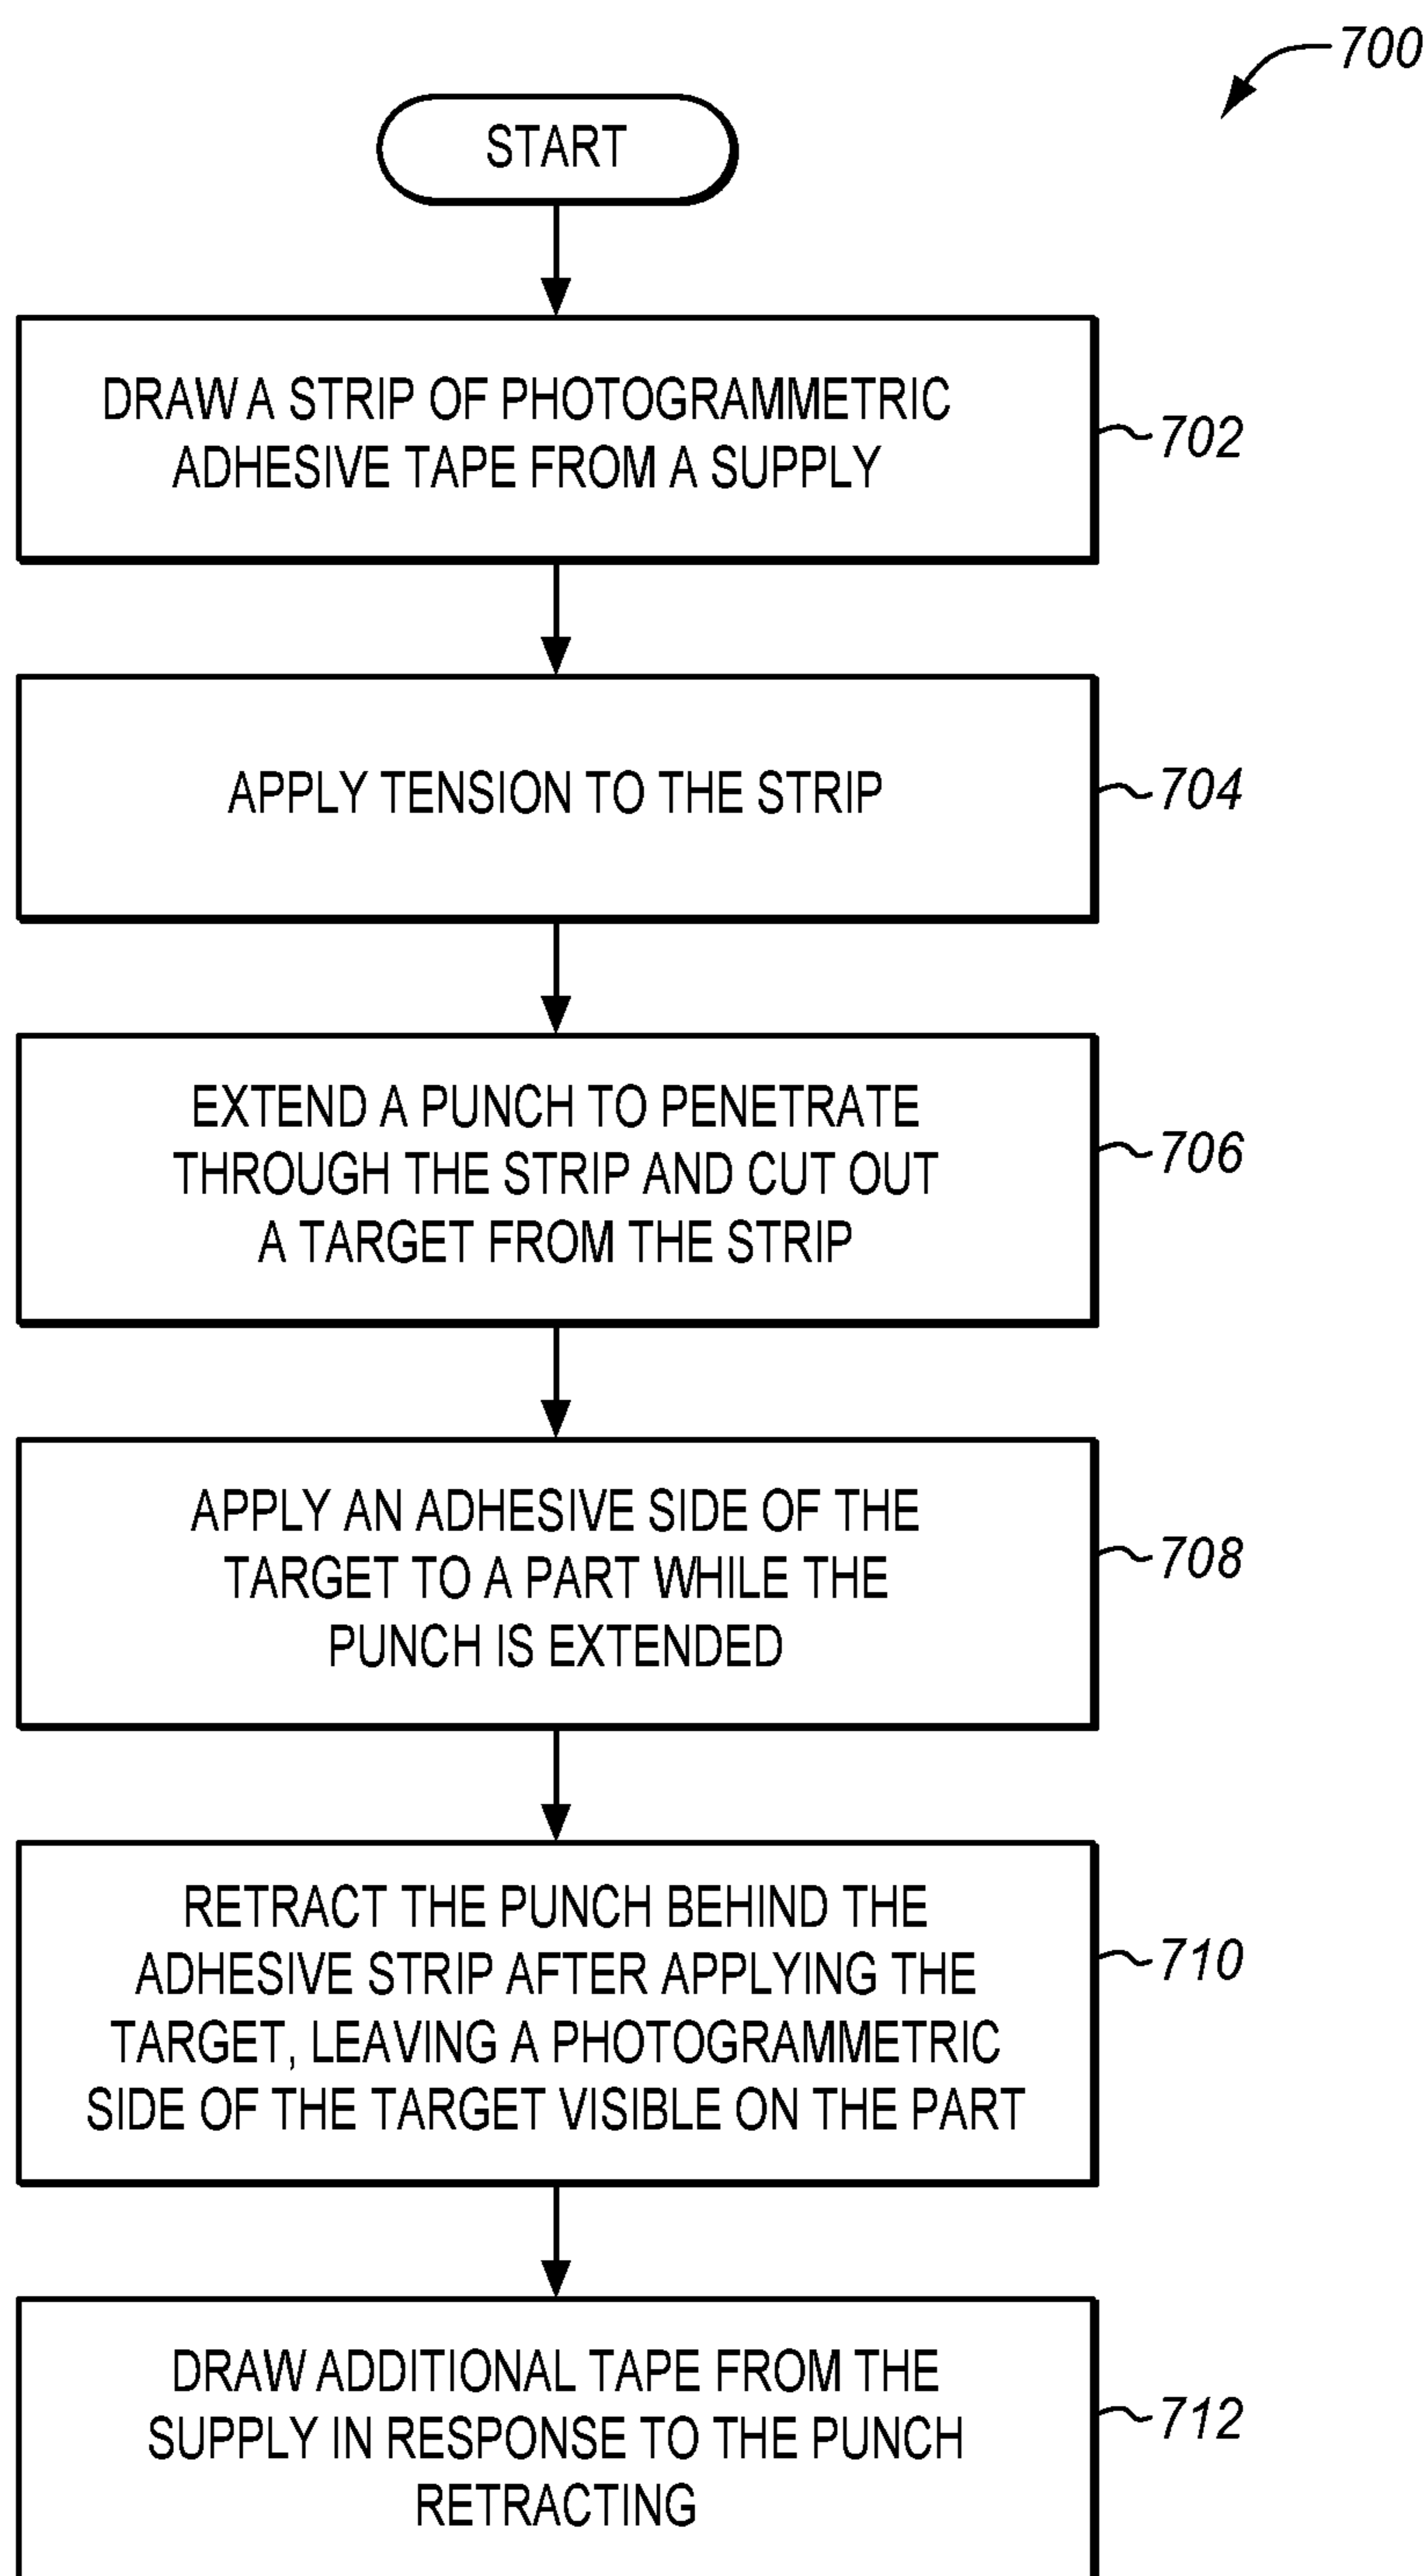 700
START
DRAW A STRIP OF PHOTOGRAMMETRIC
ADHESIVE TAPE FROM A SUPPLY
702
APPLY TENSION TO THE STRIP
704
EXTEND A PUNCH TO PENETRATE
THROUGH THE STRIP AND CUT OUT
A TARGET FROM THE STRIP
706
APPLY AN ADHESIVE SIDE OF THE
TARGET TO A PART WHILE THE
PUNCH IS EXTENDED
708
RETRACT THE PUNCH BEHIND THE
ADHESIVE STRIP AFTER APPLYING THE
TARGET, LEAVING A PHOTOGRAMMETRIC
SIDE OF THE TARGET VISIBLE ON THE PART
710
DRAW ADDITIONAL TAPE FROM THE
SUPPLY IN RESPONSE TO THE PUNCH
RETRACTING
712